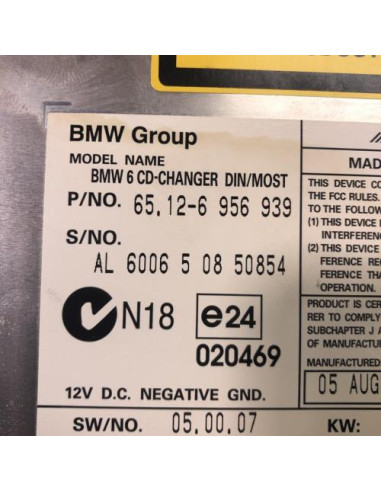 BMW Group
MODEL NAME
BMW 6 CD-CHANGER DIN/MOST
P/NO. 65.12-6 956 939
S/NO.
AL 6006 5 08 50854
N18 e24
020469
12V D.C. NEGATIVE GND.
SW/NO. 05.00.07 KW:
MAD
THIS DEVICE CO
THE FCC RULES.
TO THE FOLLOW
(1) THIS DEVICE
INTERFEREN
(2) THIS DEVICE
FERENCE REC
FERENCE THA
OPERATION.
PRODUCT IS CERT
RER TO COMPLY
SUBCHAPTER J A
OF MANUFACTUR
MANUFACTURED:
05 AUG